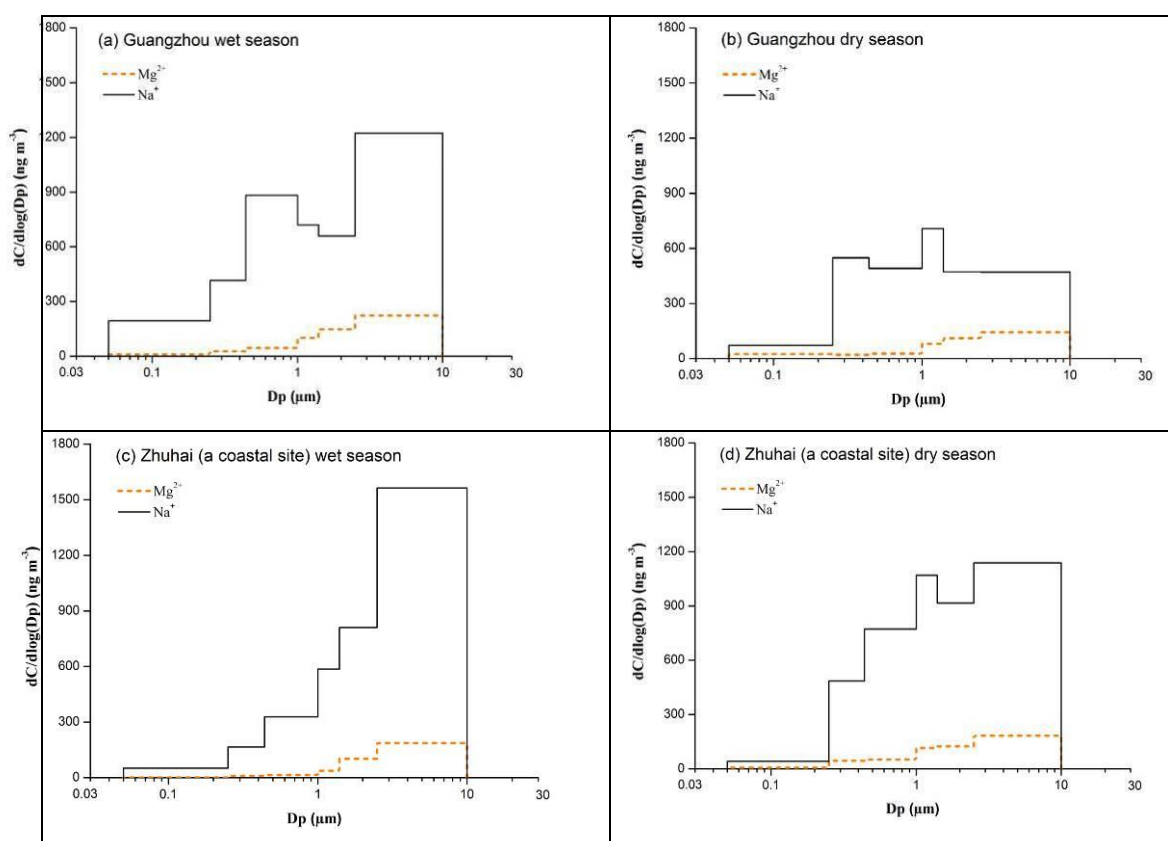 (a) Guangzhou wet season
Mg²⁺
Na⁺
dC/dlog(Dp) (ng m⁻³)
1800
1500
1200
900
600
300
0
0.03 0.1 1 10 30
Dp (μm)
(b) Guangzhou dry season
Mg²⁺
Na⁺
dC/dlog(Dp) (ng m⁻³)
1800
1500
1200
900
600
300
0
0.03 0.1 1 10 30
Dp (μm)
(c) Zhuhai (a coastal site) wet season
Mg²⁺
Na⁺
dC/dlog(Dp) (ng m⁻³)
1800
1500
1200
900
600
300
0
0.03 0.1 1 10 30
Dp (μm)
(d) Zhuhai (a coastal site) dry season
Mg²⁺
Na⁺
dC/dlog(Dp) (ng m⁻³)
1800
1500
1200
900
600
300
0
0.03 0.1 1 10 30
Dp (μm)